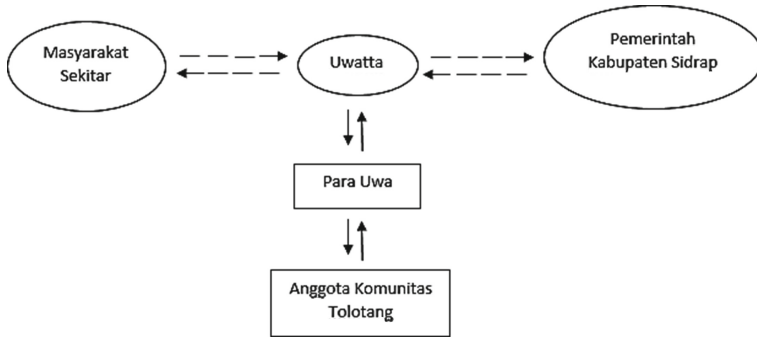 Masyarakat
Sekitar
Uwatta
Pemerintah
Kabupaten Sidrap
Para Uwa
Anggota Komunitas
Tolotang